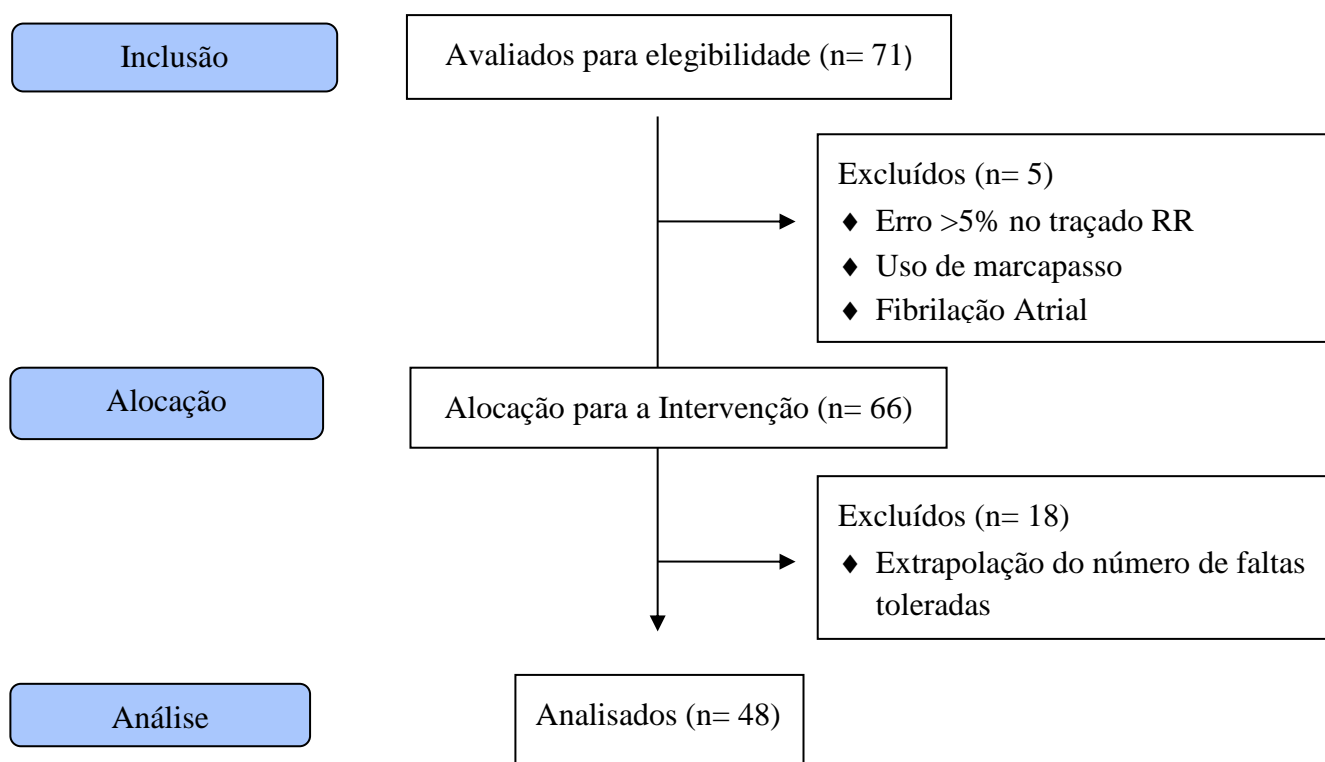 Inclusão
Avaliados para elegibilidade (n= 71)
Excluídos (n= 5)
♦ Erro >5% no traçado RR
♦ Uso de marcapasso
♦ Fibrilação Atrial
Alocação
Alocação para a Intervenção (n= 66)
Excluídos (n= 18)
♦ Extrapolação do número de faltas
toleradas
Análise
Analisados (n= 48)